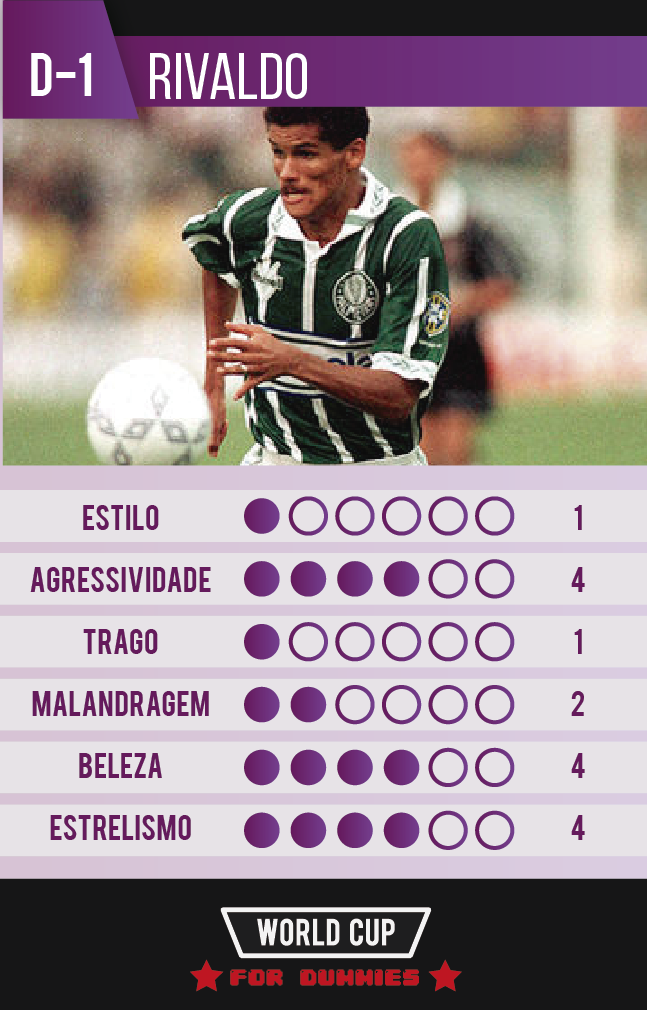 D-1 RIVALDO
ESTILO 1
AGRESSIVIDADE 4
TRAGO 1
MALANDRAGEM 2
BELEZA 4
ESTRELISMO 4
WORLD CUP
FOR DUMMIES